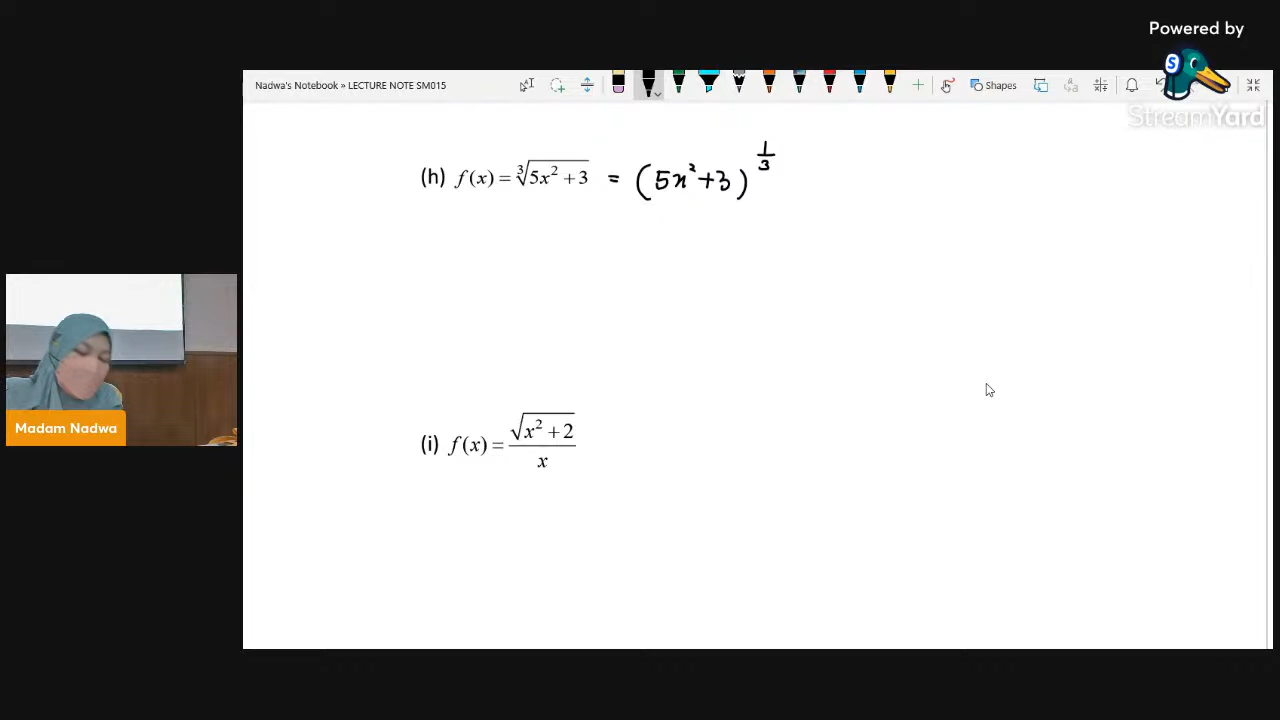 Powered by
StreamYard
Nadwa's Notebook » LECTURE NOTE SM015
Shapes
(h) f(x) = ∛(5x² + 3) = (5x² + 3)^(1/3)
Madam Nadwa
(i) f(x) = √(x² + 2) / x